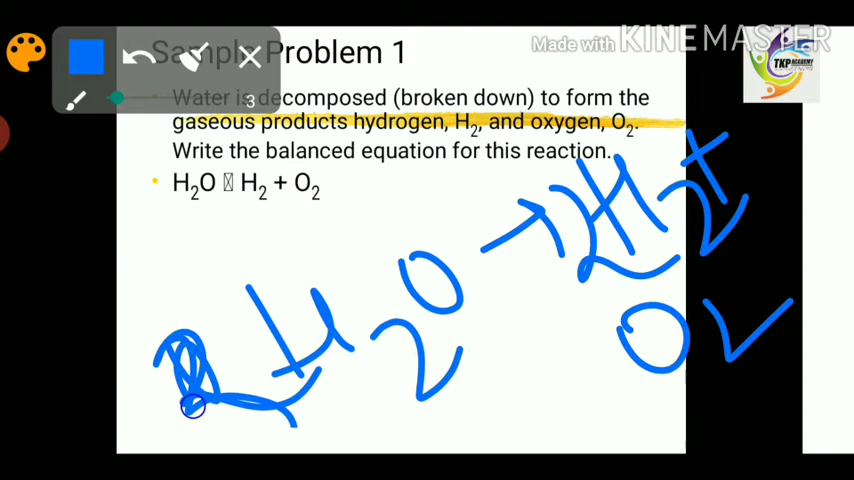 Sample Problem 1
Made with KINEMASTER
TKP ACADEMY
3
Water is decomposed (broken down) to form the
gaseous products hydrogen, H₂, and oxygen, O₂.
Write the balanced equation for this reaction.
• H₂O ▯ H₂ + O₂
2H₂O → 2H₂ +
O₂